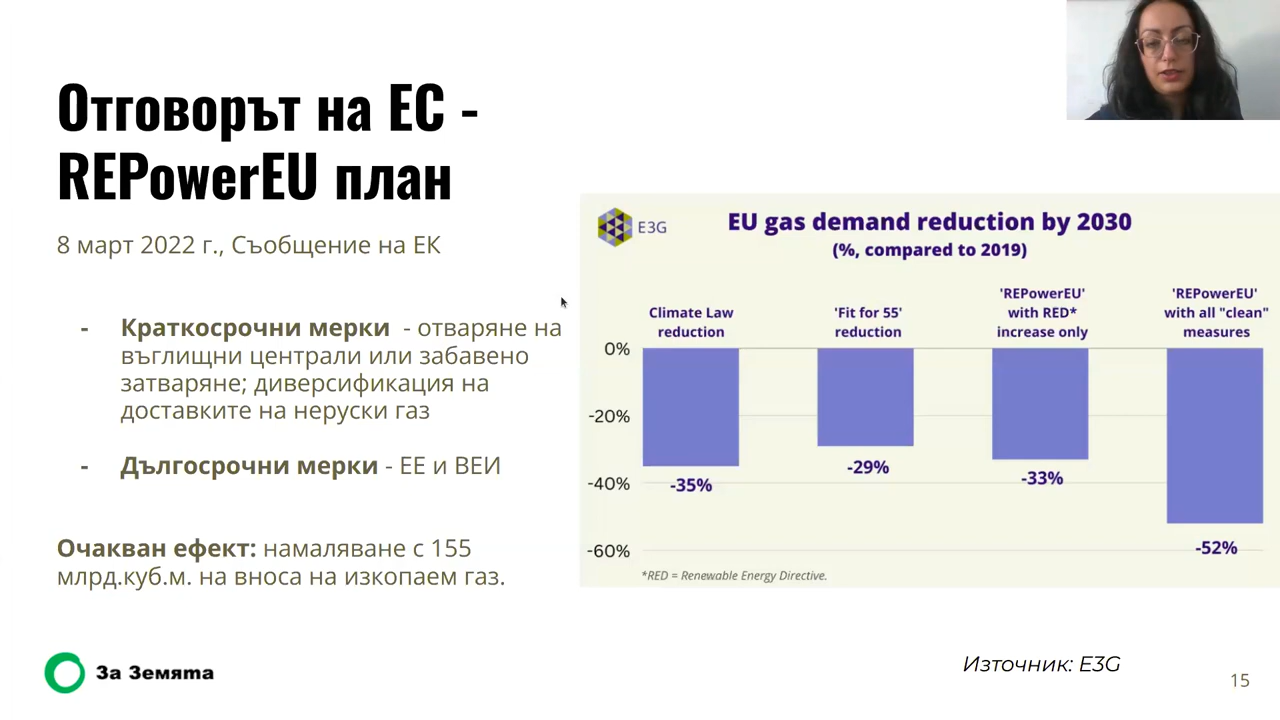 Отговорът на ЕС -
REPowerEU план
8 март 2022 г., Съобщение на ЕК
- Краткосрочни мерки - отваряне на
въглищни централи или забавено
затваряне; диверсификация на
доставките на неруски газ
- Дългосрочни мерки - ЕЕ и ВЕИ
Очакван ефект: намаляване с 155
млрд.куб.м. на вноса на изкопаем газ.
За Земята
E3G
EU gas demand reduction by 2030
(%, compared to 2019)
Climate Law
reduction
'Fit for 55'
reduction
'REPowerEU'
with RED*
increase only
'REPowerEU'
with all "clean"
measures
0%
-20%
-40%
-60%
-35%
-29%
-33%
-52%
*RED = Renewable Energy Directive.
Източник: E3G
15